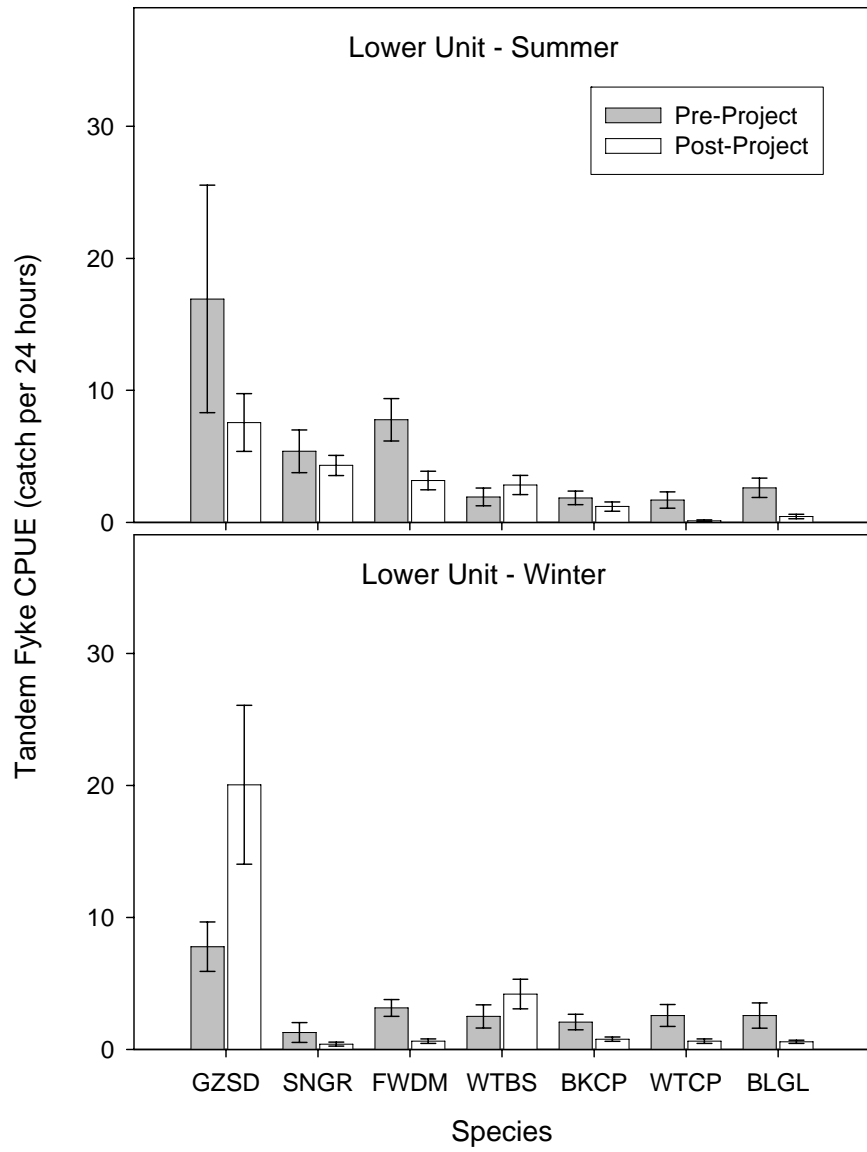 Lower Unit - Summer
Pre-Project
Post-Project
30
20
10
0
Tandem Fyke CPUE (catch per 24 hours)
Lower Unit - Winter
30
20
10
0
GZSD SNGR FWDM WTBS BKCP WTCP BLGL
Species